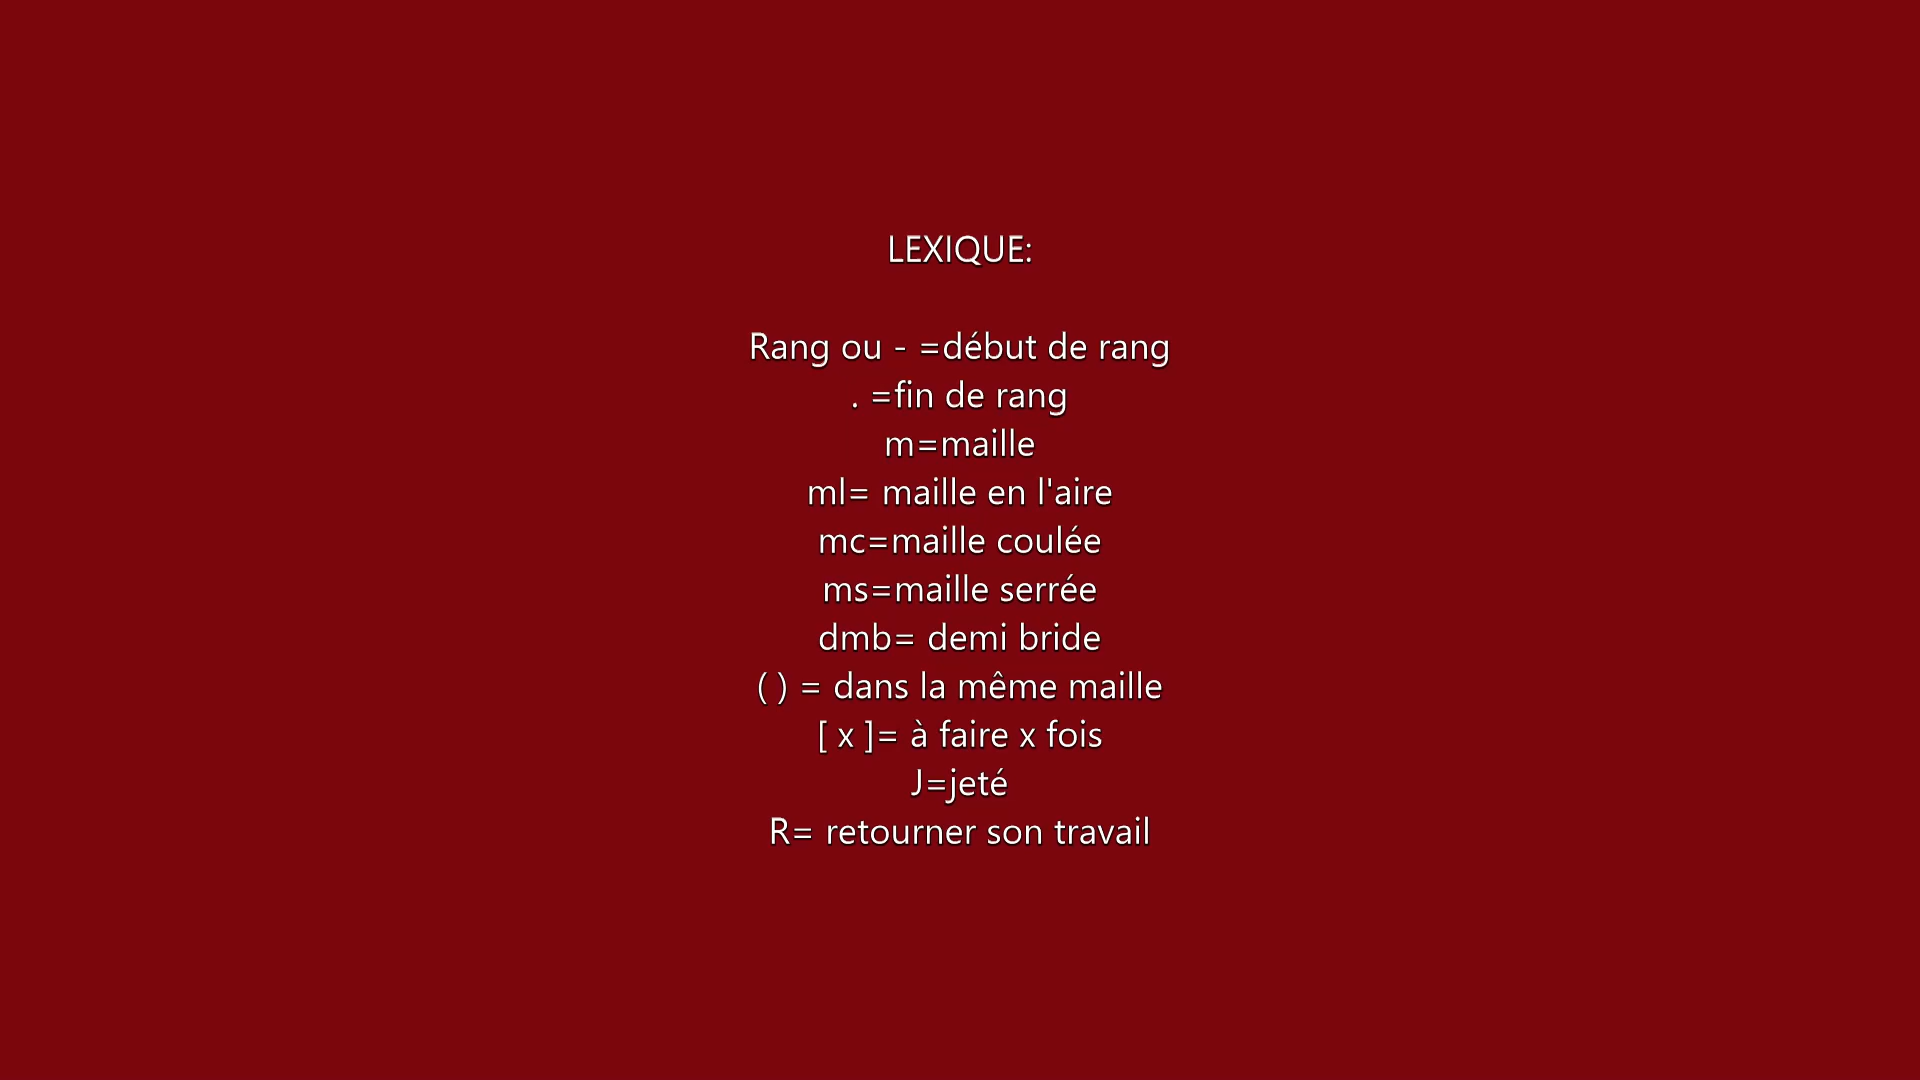 LEXIQUE:
Rang ou - =début de rang
. =fin de rang
m=maille
ml= maille en l'aire
mc=maille coulée
ms=maille serrée
dmb= demi bride
( ) = dans la même maille
[ x ]= à faire x fois
J=jeté
R= retourner son travail